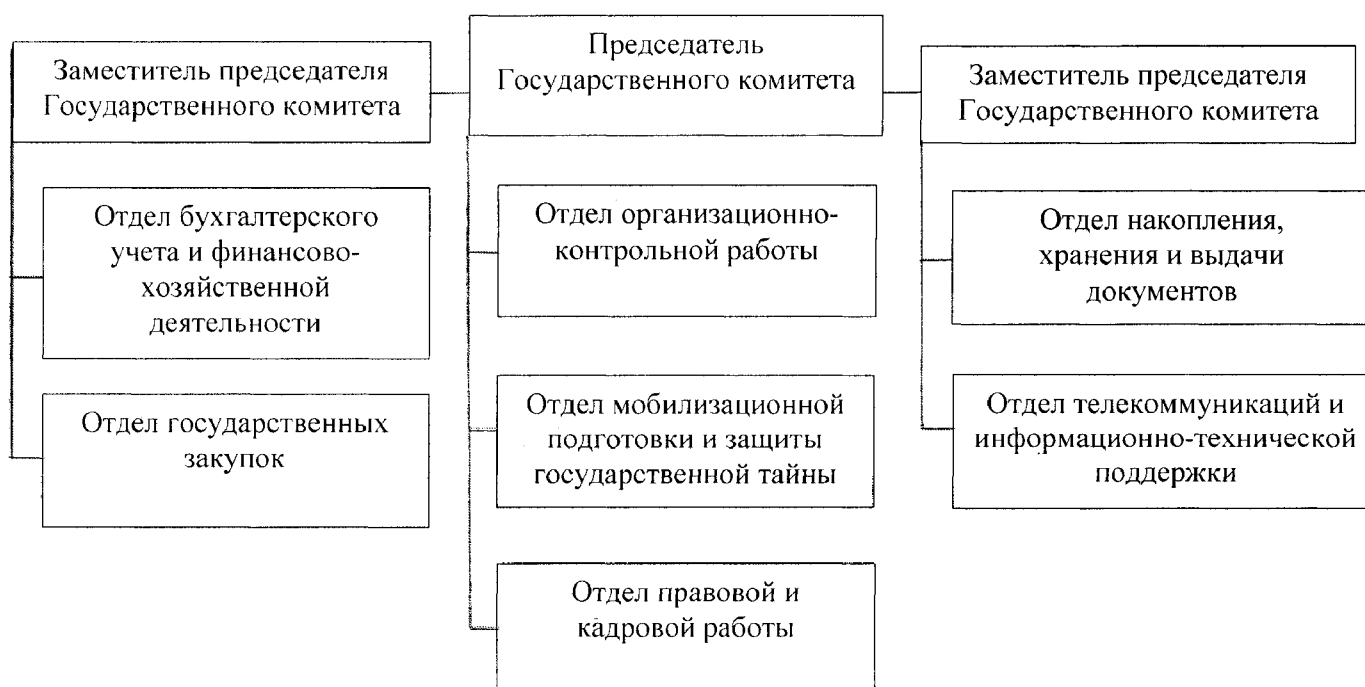 Заместитель председателя
Государственного комитета
Председатель
Государственного комитета
Заместитель председателя
Государственного комитета
Отдел бухгалтерского
учета и финансово-
хозяйственной
деятельности
Отдел государственных
закупок
Отдел организационно-
контрольной работы
Отдел мобилизационной
подготовки и защиты
государственной тайны
Отдел правовой и
кадровой работы
Отдел накопления,
хранения и выдачи
документов
Отдел телекоммуникаций и
информационно-технической
поддержки